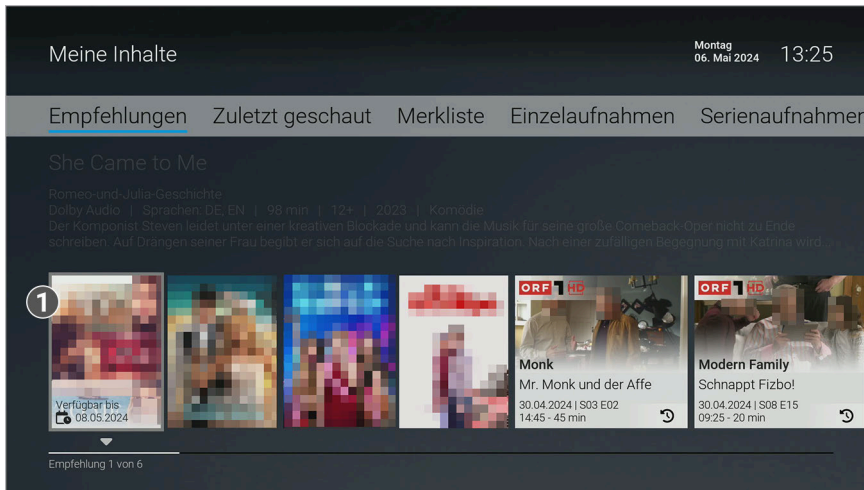 Meine Inhalte
Montag
06. Mai 2024
13:25
Empfehlungen Zuletzt geschaut Merkliste Einzelaufnahmen Serienaufnahmen
She Came to Me
Romeo-und-Julia-Geschichte
Dolby Audio | Sprachen: DE, EN | 98 min | 12+ | 2023 | Komödie
Der Komponist Steven leidet unter einer kreativen Blockade und kann die Musik für seine große Comeback-Oper nicht zu Ende
schreiben. Auf Drängen seiner Frau begibt er sich auf die Suche nach Inspiration. Nach einer zufälligen Begegnung mit Katrina wird...
1
Verfügbar bis
08.05.2024
ORF 1 HD
Monk
Mr. Monk und der Affe
30.04.2024 | S03 E02
14:45 - 45 min
ORF 1 HD
Modern Family
Schnappt Fizbo!
30.04.2024 | S08 E15
09:25 - 20 min
Empfehlung 1 von 6